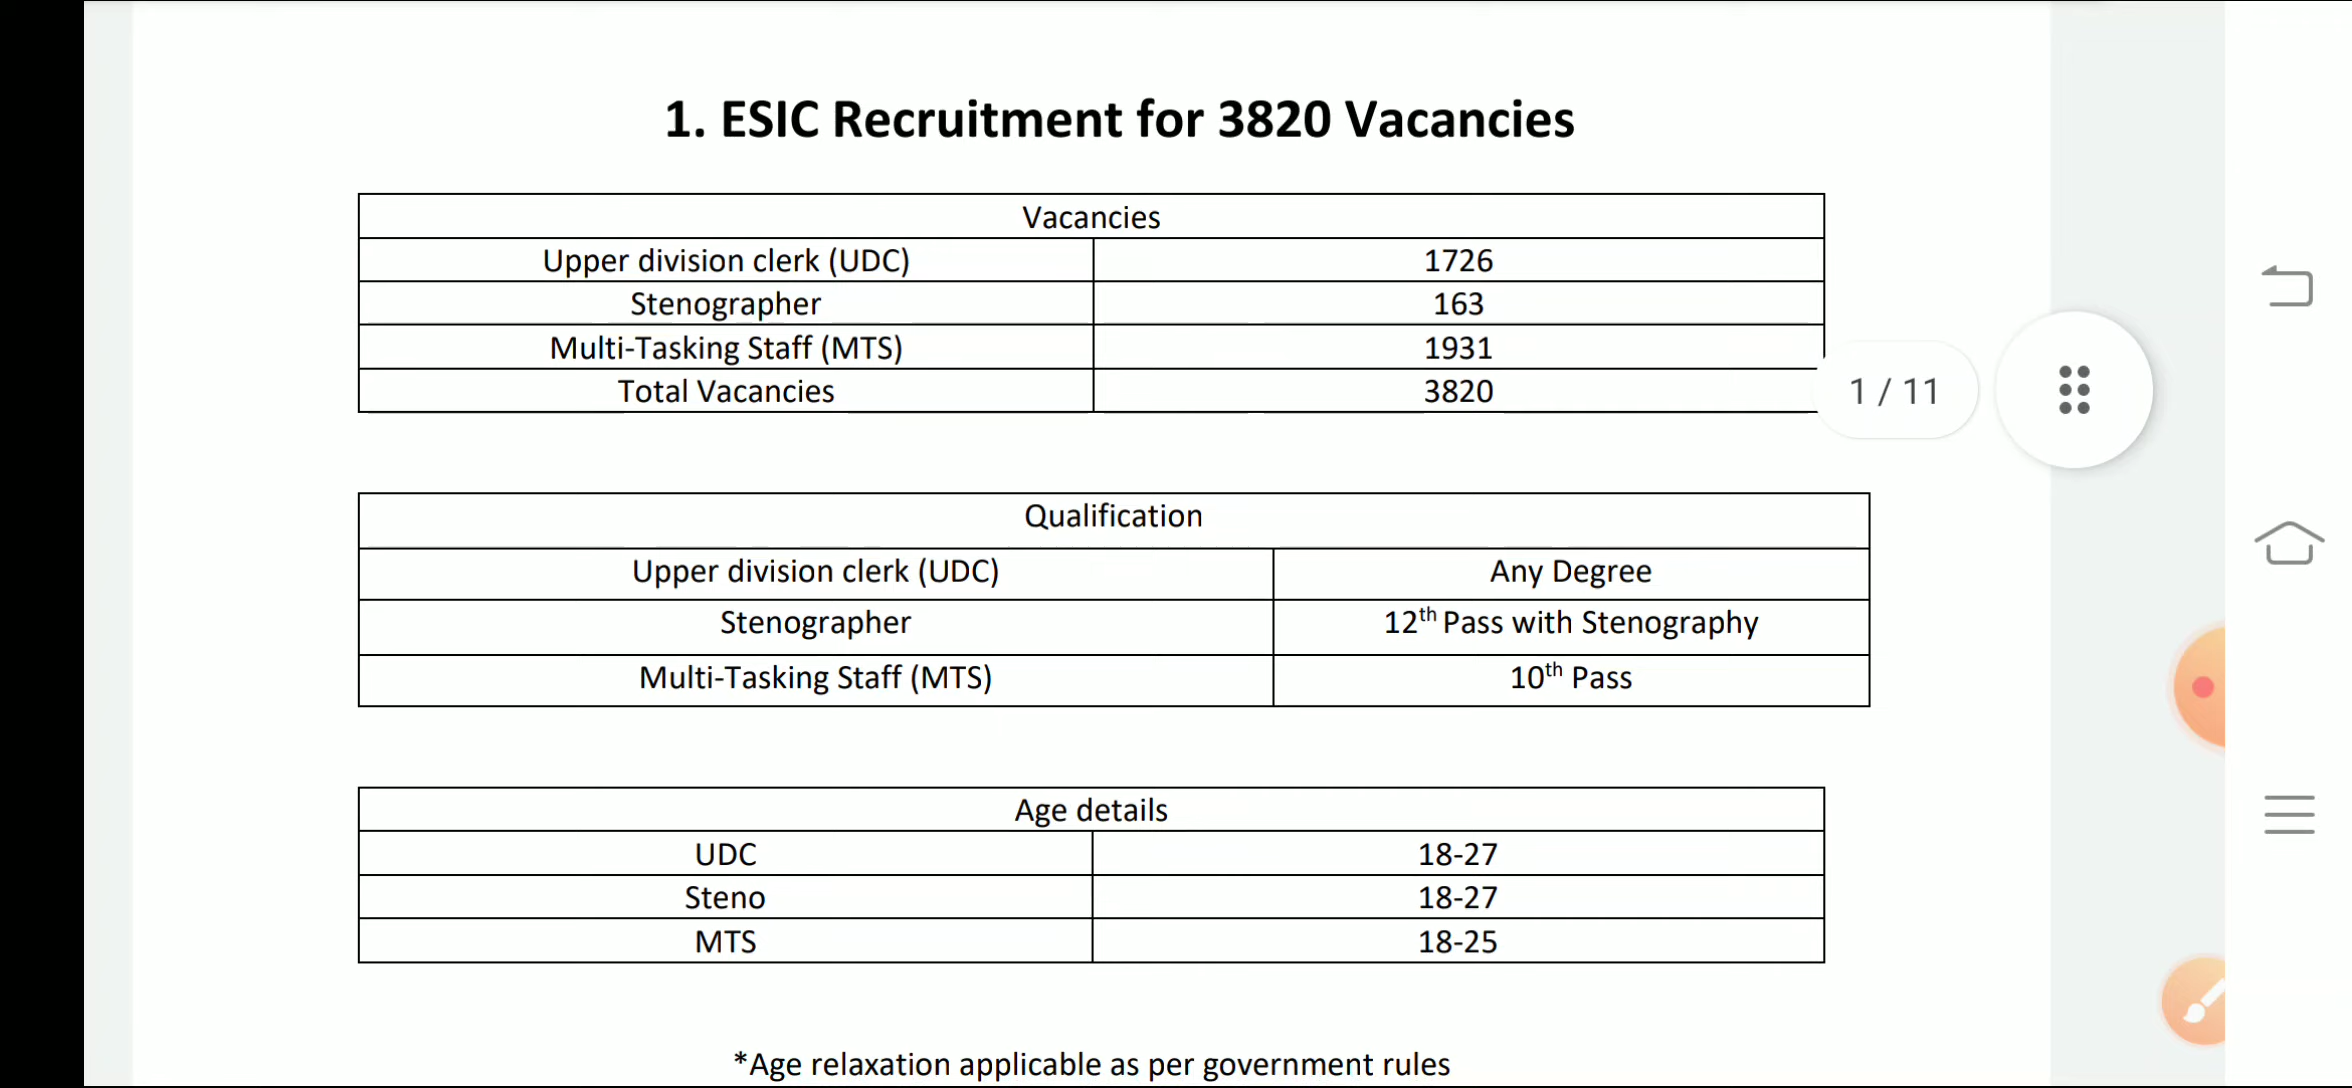 1. ESIC Recruitment for 3820 Vacancies
Vacancies
Upper division clerk (UDC) 1726
Stenographer 163
Multi-Tasking Staff (MTS) 1931
Total Vacancies 3820
1 / 11
Qualification
Upper division clerk (UDC) Any Degree
Stenographer 12th Pass with Stenography
Multi-Tasking Staff (MTS) 10th Pass
Age details
UDC 18-27
Steno 18-27
MTS 18-25
*Age relaxation applicable as per government rules